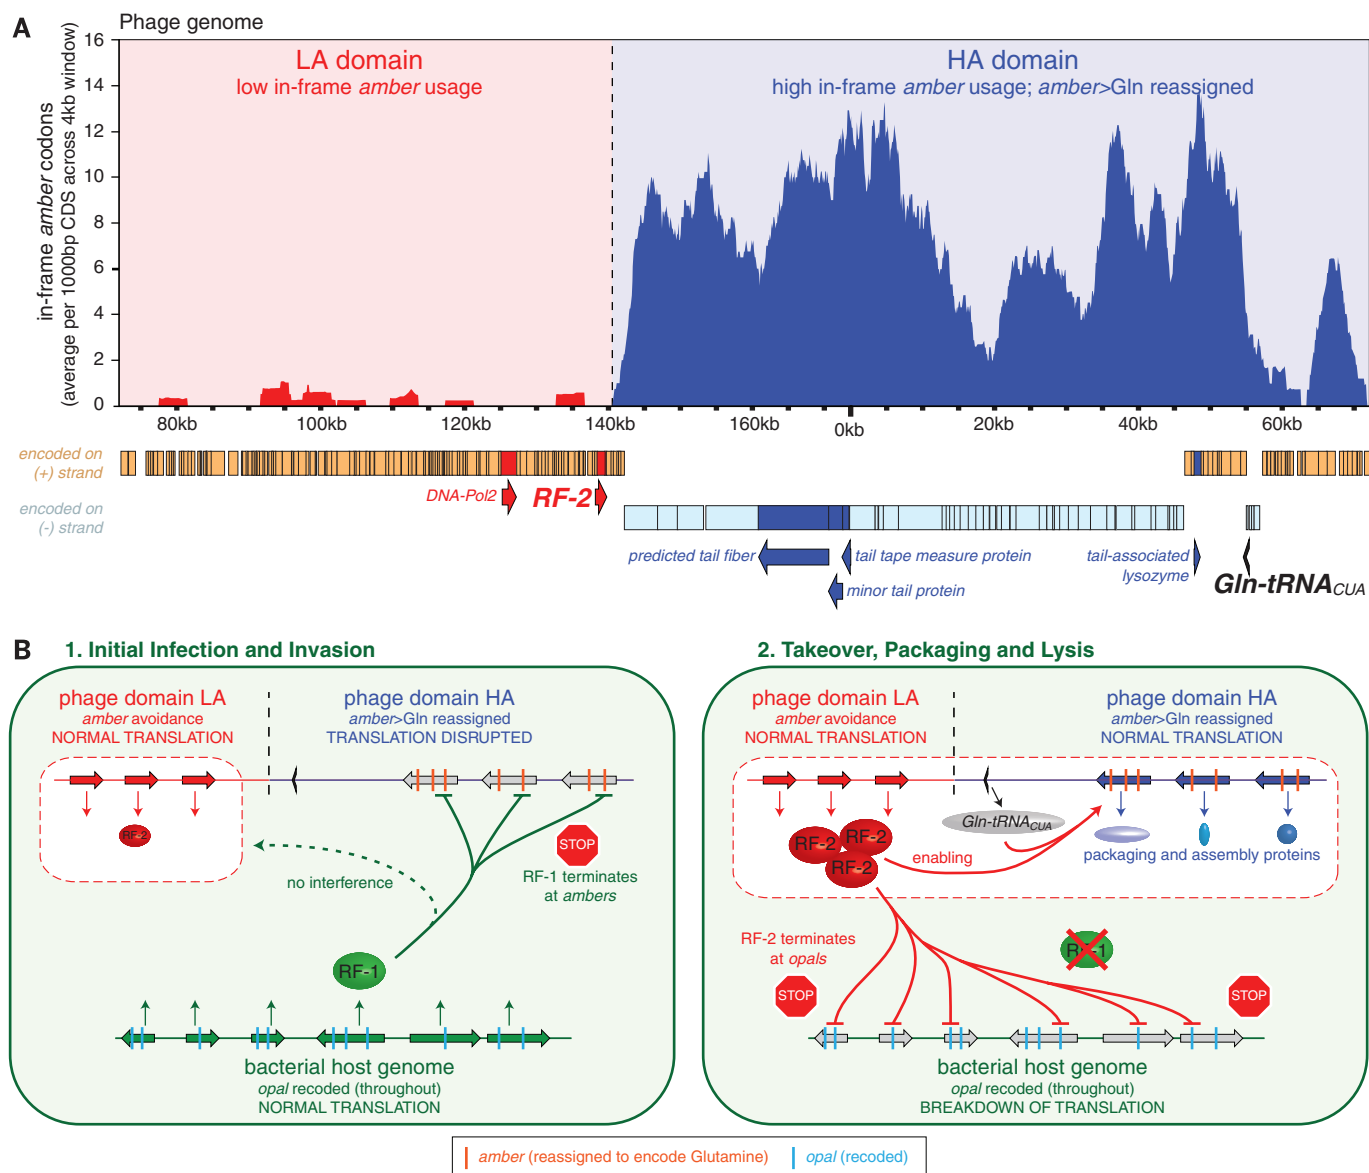 A
Phage genome
LA domain
low in-frame amber usage
HA domain
high in-frame amber usage; amber>Gln reassigned
in-frame amber codons
(average per 1000bp CDS across 4kb window)
16
14
12
10
8
6
4
2
0
80kb
100kb
120kb
140kb
160kb
0kb
20kb
40kb
60kb
encoded on
(+) strand
encoded on
(-) strand
DNA-Pol2
RF-2
predicted tail fiber
tail tape measure protein
minor tail protein
tail-associated
lysozyme
Gln-tRNACUA
B
1. Initial Infection and Invasion
phage domain LA
amber avoidance
NORMAL TRANSLATION
phage domain HA
amber>Gln reassigned
TRANSLATION DISRUPTED
RF-2
no interference
STOP
RF-1 terminates
at ambers
RF-1
bacterial host genome
opal recoded (throughout)
NORMAL TRANSLATION
2. Takeover, Packaging and Lysis
phage domain LA
amber avoidance
NORMAL TRANSLATION
phage domain HA
amber>Gln reassigned
NORMAL TRANSLATION
Gln-tRNACUA
RF-2
RF-2
RF-2
enabling
packaging and assembly proteins
RF-2 terminates
at opals
STOP
RF-1
STOP
bacterial host genome
opal recoded (throughout)
BREAKDOWN OF TRANSLATION
amber (reassigned to encode Glutamine)
opal (recoded)